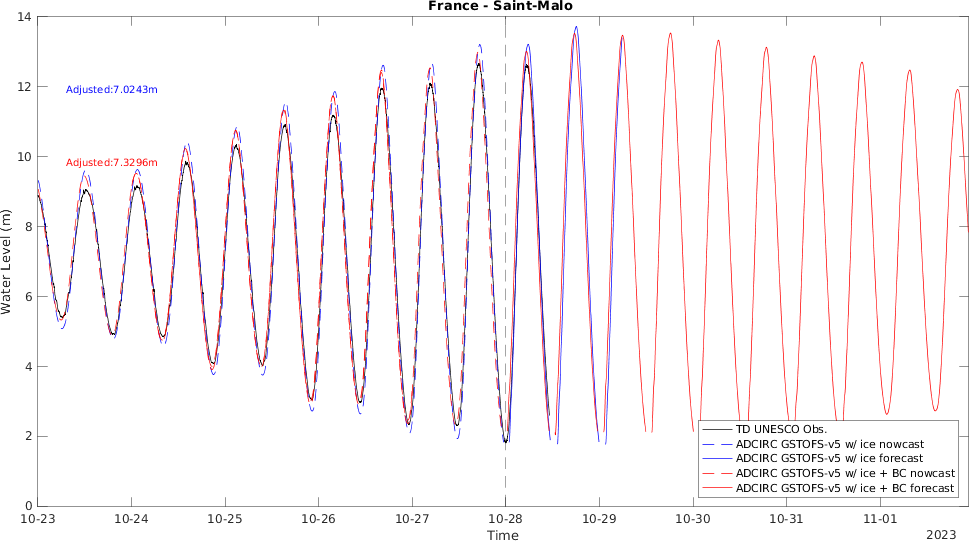 France - Saint-Malo
14
12
10
8
6
4
2
0
Water Level (m)
Adjusted:7.0243m
Adjusted:7.3296m
TD UNESCO Obs.
ADCIRC GSTOFS-v5 w/ ice nowcast
ADCIRC GSTOFS-v5 w/ ice forecast
ADCIRC GSTOFS-v5 w/ ice + BC nowcast
ADCIRC GSTOFS-v5 w/ ice + BC forecast
10-23 10-24 10-25 10-26 10-27 10-28 10-29 10-30 10-31 11-01
Time
2023